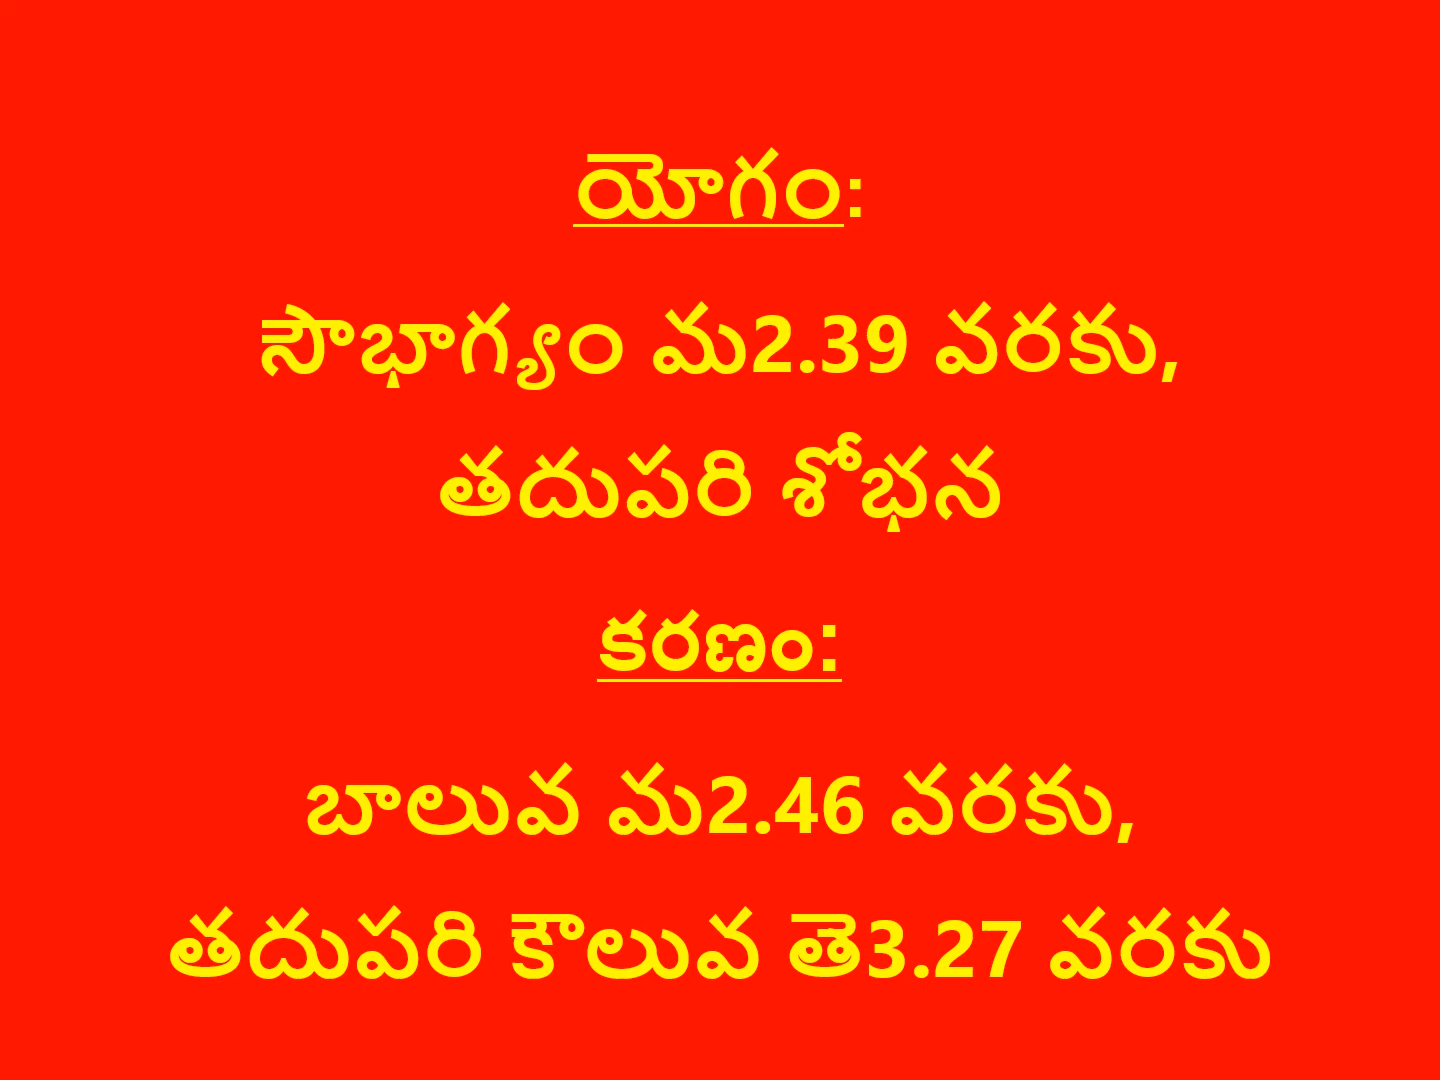 యోగం:
సౌభాగ్యం మ2.39 వరకు,
తదుపరి శోభన
కరణం:
బాలువ మ2.46 వరకు,
తదుపరి కౌలువ తె3.27 వరకు